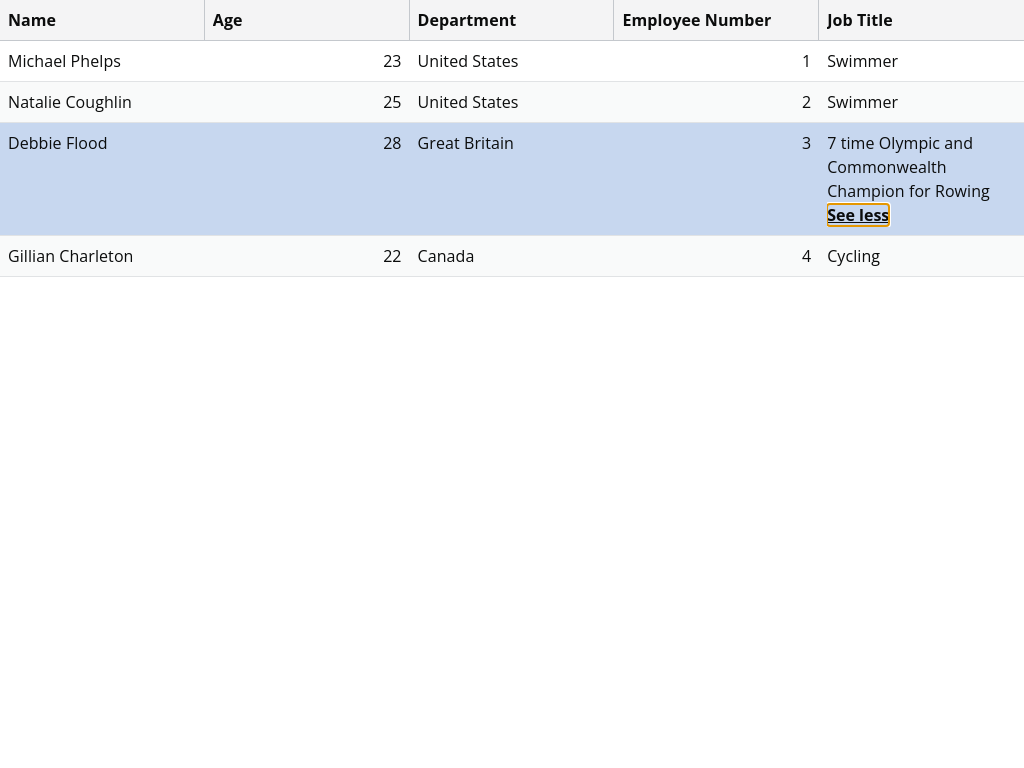 Name Age Department Employee Number Job Title
Michael Phelps 23 United States 1 Swimmer
Natalie Coughlin 25 United States 2 Swimmer
Debbie Flood 28 Great Britain 3 7 time Olympic and
Commonwealth
Champion for Rowing
See less
Gillian Charleton 22 Canada 4 Cycling